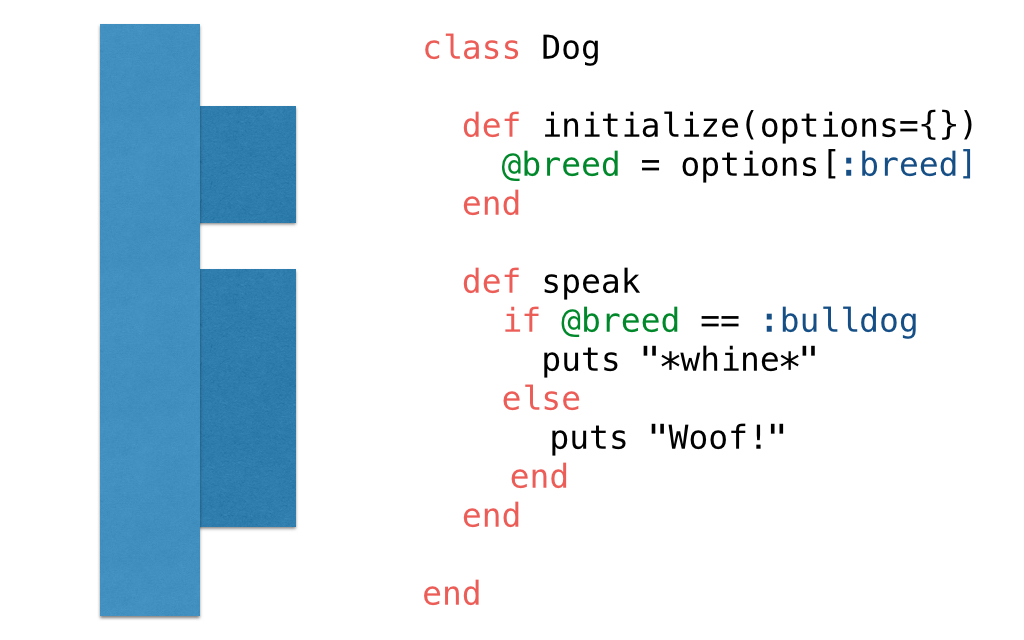 class Dog
  def initialize(options={})
    @breed = options[:breed]
  end
  def speak
    if @breed == :bulldog
      puts "*whine*"
    else
      puts "Woof!"
    end
  end
end